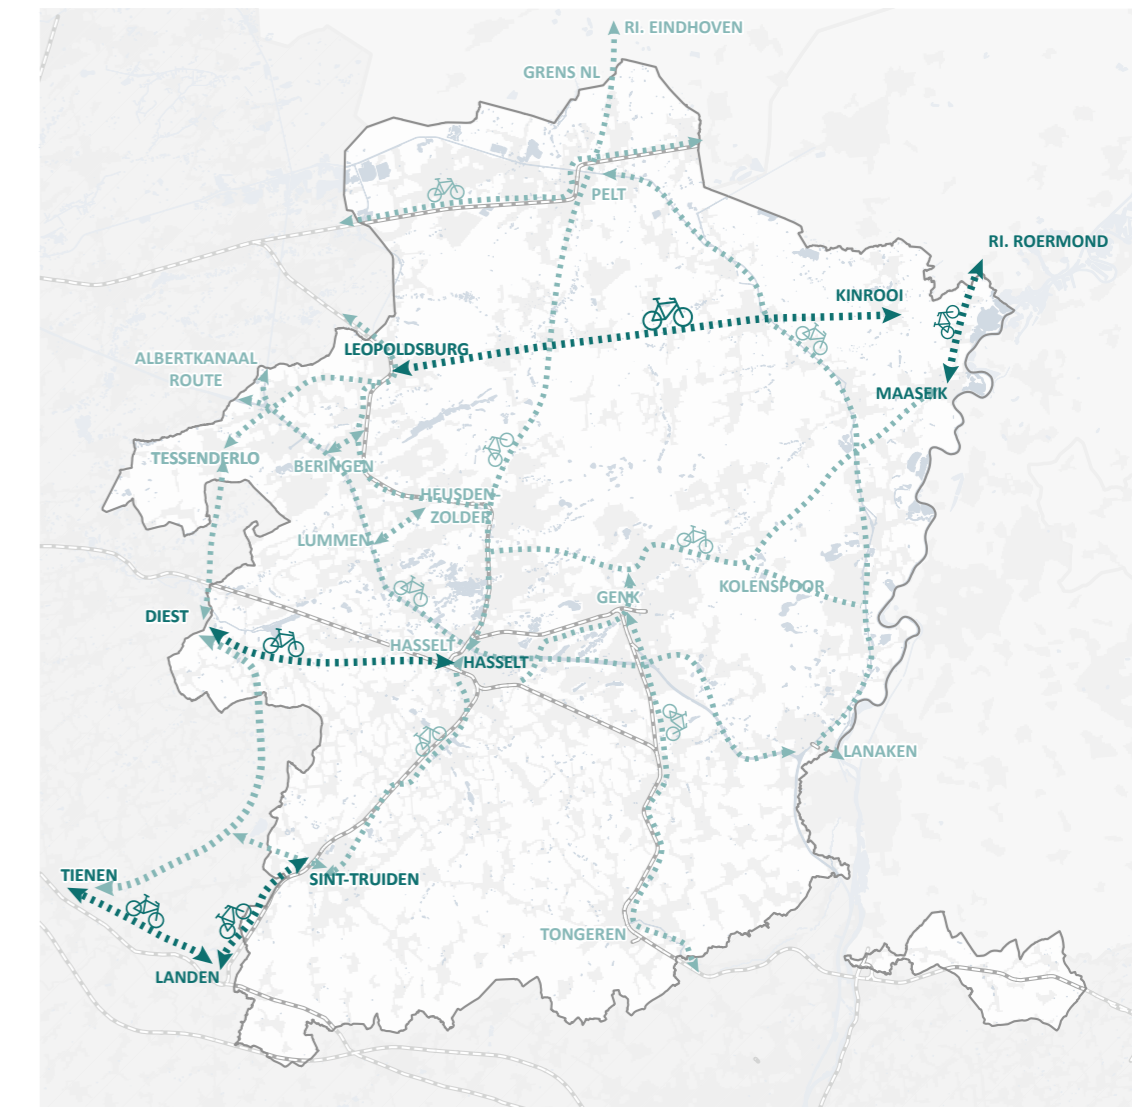 RI. EINDHOVEN
GRENS NL
PELT
RI. ROERMOND
KINROOI
LEOPOLDSBURG
ALBERTKANAAL
ROUTE
MAASEIK
TESSENDERLO
BERINGEN
HEUSDEN-
ZOLDER
LUMMEN
KOLENSPOOR
GENK
DIEST
HASSELT
HASSELT
LANAKEN
TIENEN
SINT-TRUIDEN
TONGEREN
LANDEN